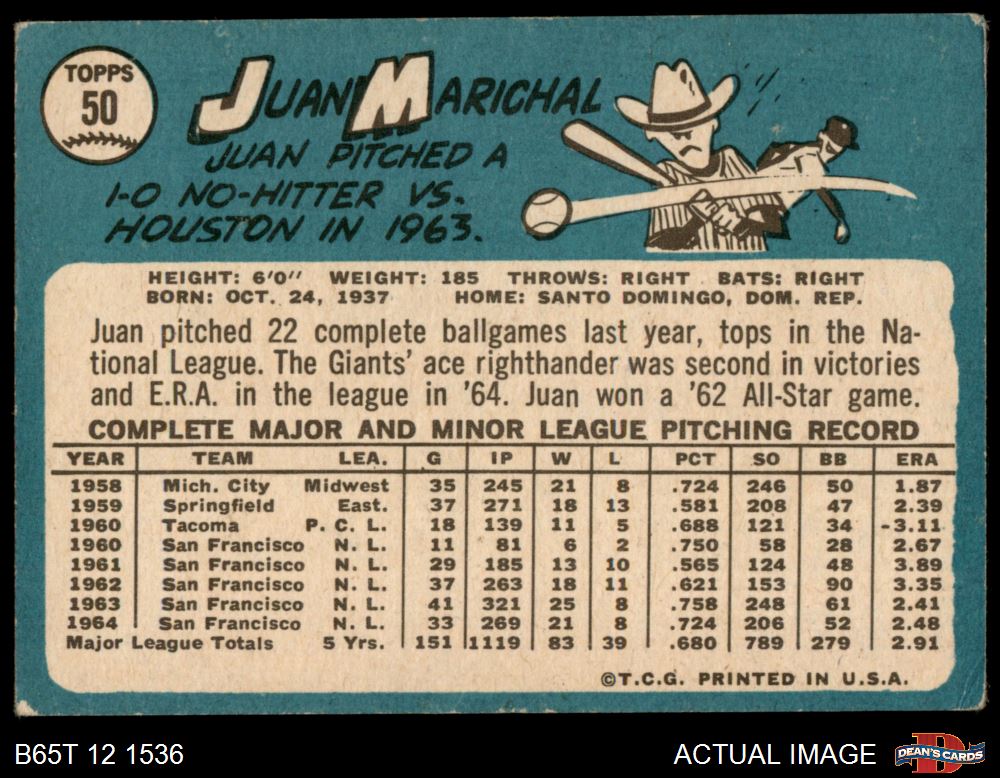 TOPPS
50
JUAN MARICHAL
JUAN PITCHED A
1-0 NO-HITTER VS.
HOUSTON IN 1963.
HEIGHT: 6'0" WEIGHT: 185 THROWS: RIGHT BATS: RIGHT
BORN: OCT. 24, 1937 HOME: SANTO DOMINGO, DOM. REP.
Juan pitched 22 complete ballgames last year, tops in the Na-
tional League. The Giants' ace righthander was second in victories
and E.R.A. in the league in '64. Juan won a '62 All-Star game.
COMPLETE MAJOR AND MINOR LEAGUE PITCHING RECORD
YEAR TEAM LEA. G IP W L PCT SO BB ERA
1958 Mich. City Midwest 35 245 21 8 .724 246 50 1.87
1959 Springfield East. 37 271 18 13 .581 208 47 2.39
1960 Tacoma P. C. L. 18 139 11 5 .688 121 34 -3.11
1960 San Francisco N. L. 11 81 6 2 .750 58 28 2.67
1961 San Francisco N. L. 29 185 13 10 .565 124 48 3.89
1962 San Francisco N. L. 37 263 18 11 .621 153 90 3.35
1963 San Francisco N. L. 41 321 25 8 .758 248 61 2.41
1964 San Francisco N. L. 33 269 21 8 .724 206 52 2.48
Major League Totals 5 Yrs. 151 1119 83 39 .680 789 279 2.91
©T.C.G. PRINTED IN U.S.A.
B65T 12 1536
ACTUAL IMAGE
D
DEAN'S CARDS